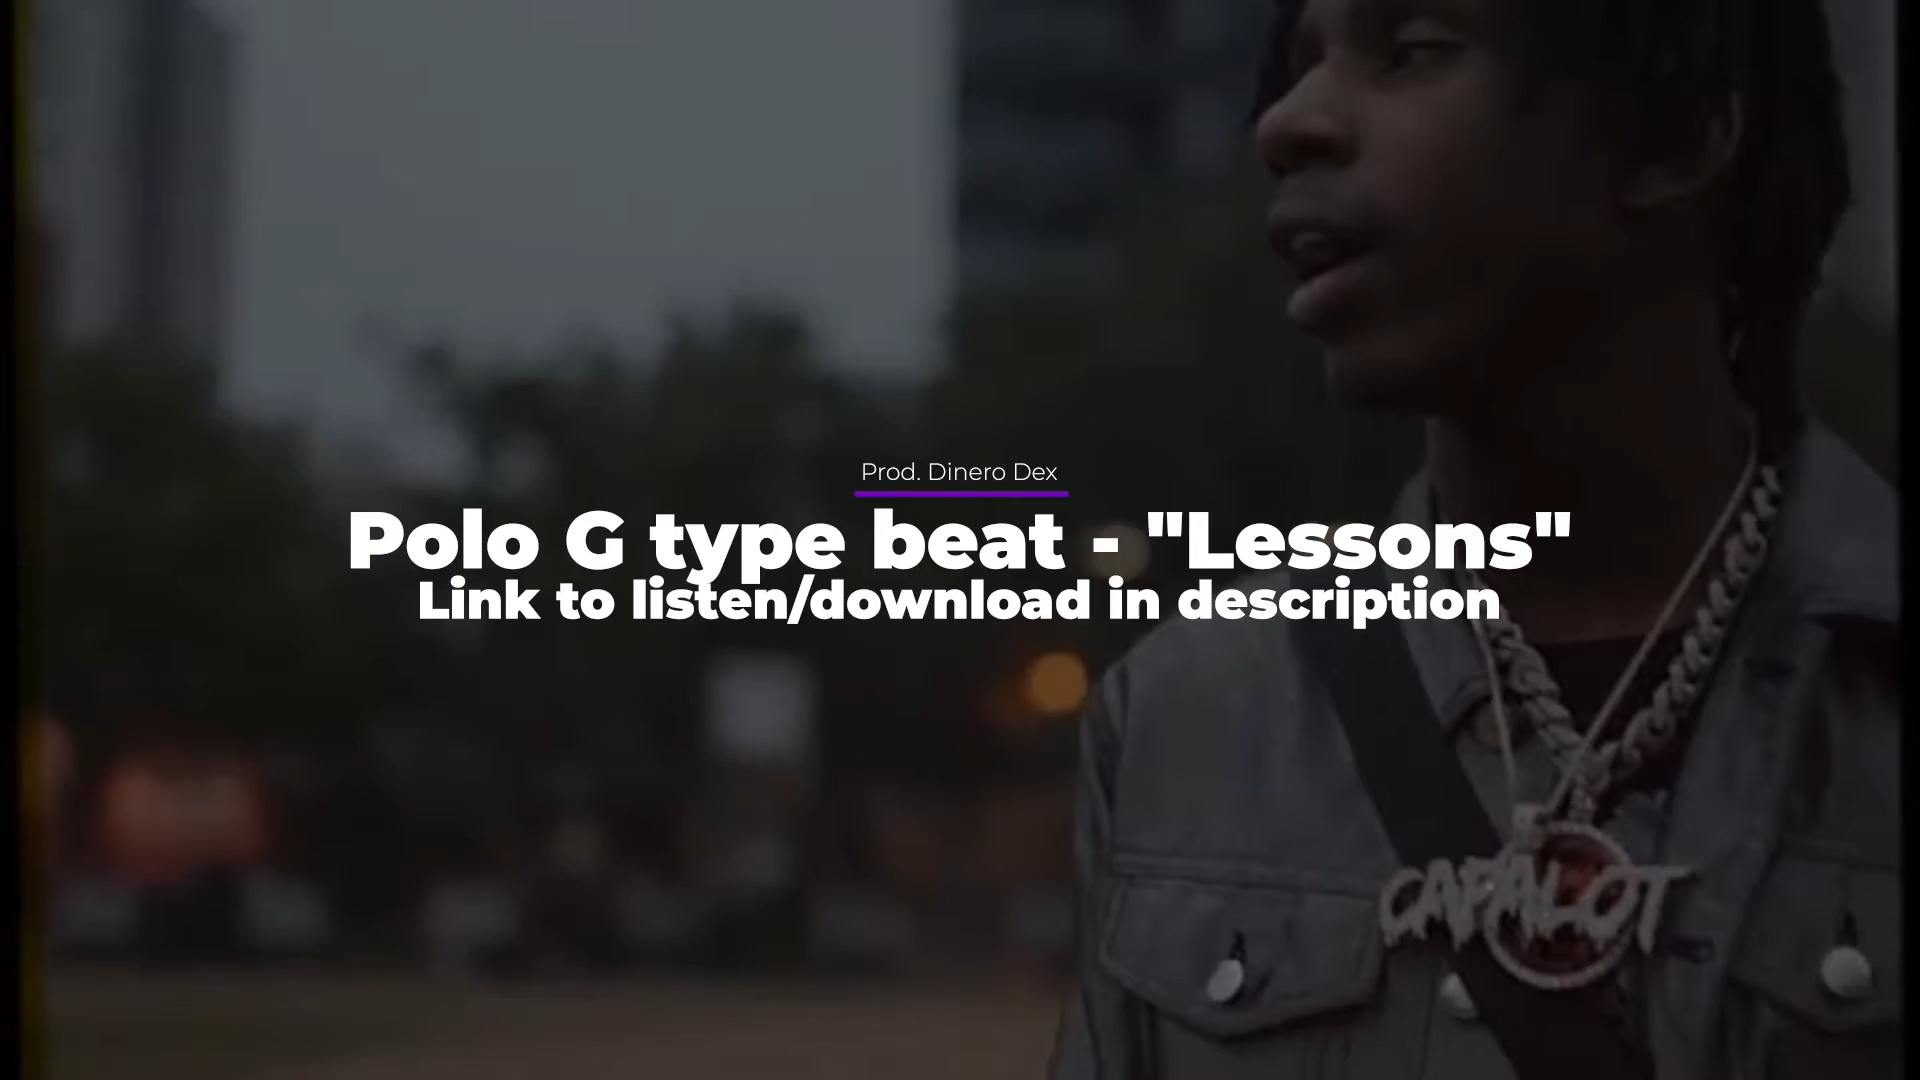 Prod. Dinero Dex
Polo G type beat - "Lessons"
Link to listen/download in description
CAPALOT